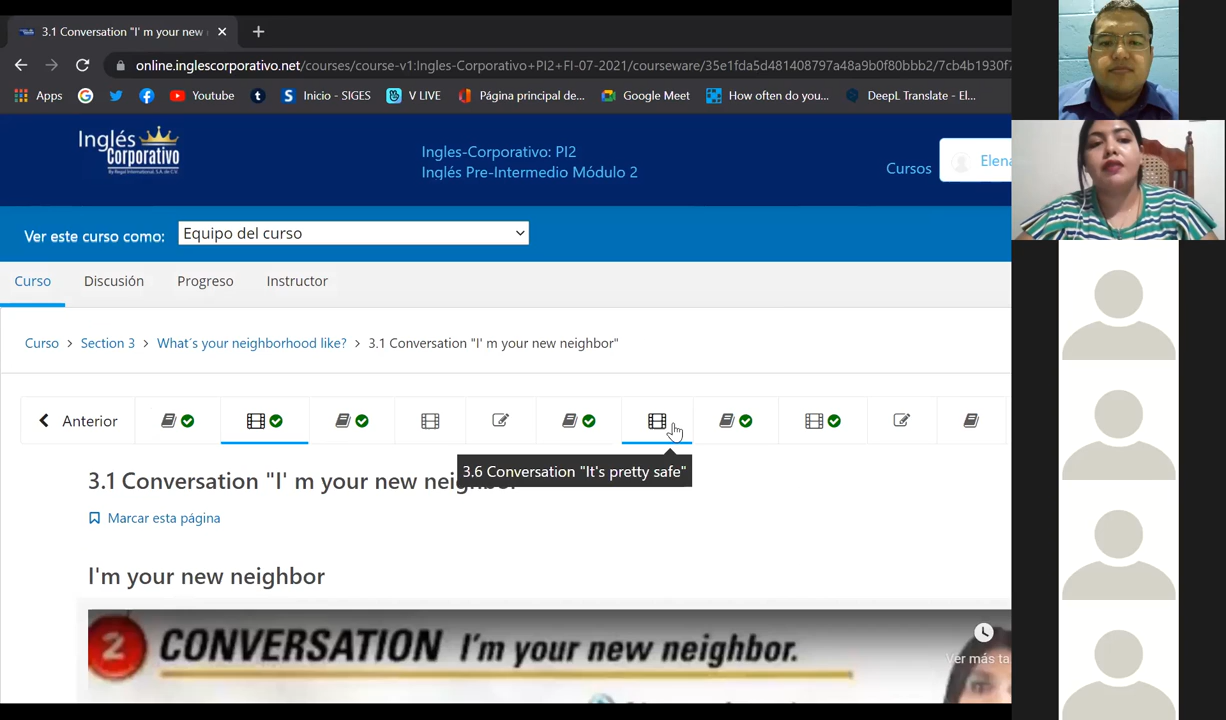 3.1 Conversation "I' m your new
online.inglescorporativo.net/courses/course-v1:Ingles-Corporativo+PI2+FI-07-2021/courseware/35e1fda5d481408797a48a9b0f80bbb2/7cb4b1930f7
Apps
Youtube
Inicio - SIGES
V LIVE
Página principal de...
Google Meet
How often do you...
DeepL Translate - El...
Inglés
Corporativo
By Regal International, S.A. de C.V.
Ingles-Corporativo: PI2
Inglés Pre-Intermedio Módulo 2
Cursos
Elena
Ver este curso como:
Equipo del curso
Curso
Discusión
Progreso
Instructor
Curso > Section 3 > What´s your neighborhood like? > 3.1 Conversation "I' m your new neighbor"
Anterior
3.6 Conversation "It's pretty safe"
3.1 Conversation "I' m your new neighbor"
Marcar esta página
I'm your new neighbor
2 CONVERSATION I'm your new neighbor.
Ver más ta